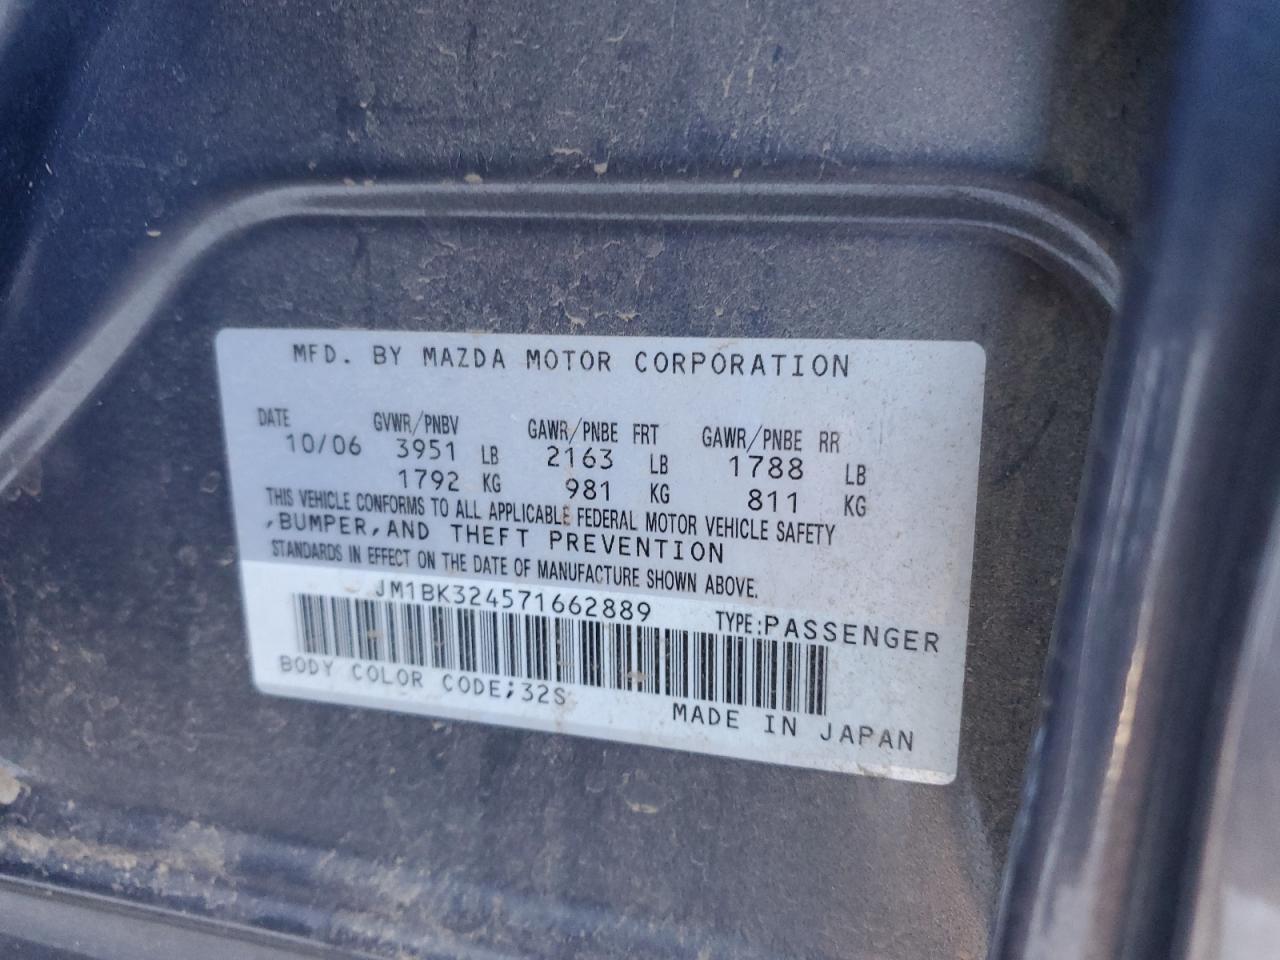 MFD. BY MAZDA MOTOR CORPORATION
DATE GVWR/PNBV GAWR/PNBE FRT GAWR/PNBE RR
10/06 3951 LB 2163 LB 1788 LB
1792 KG 981 KG 811 KG
THIS VEHICLE CONFORMS TO ALL APPLICABLE FEDERAL MOTOR VEHICLE SAFETY
,BUMPER,AND THEFT PREVENTION
STANDARDS IN EFFECT ON THE DATE OF MANUFACTURE SHOWN ABOVE.
JM1BK324571662889 TYPE:PASSENGER
BODY COLOR CODE;32S
MADE IN JAPAN